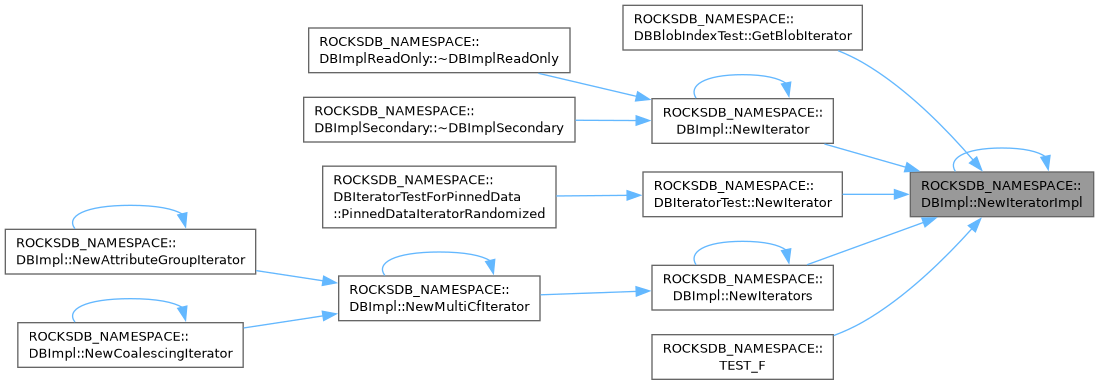 ROCKSDB_NAMESPACE::
DBBlobIndexTest::GetBlobIterator
ROCKSDB_NAMESPACE::
DBImplReadOnly::~DBImplReadOnly
ROCKSDB_NAMESPACE::
DBImplSecondary::~DBImplSecondary
ROCKSDB_NAMESPACE::
DBImpl::NewIterator
ROCKSDB_NAMESPACE::
DBIteratorTestForPinnedData
::PinnedDataIteratorRandomized
ROCKSDB_NAMESPACE::
DBIteratorTest::NewIterator
ROCKSDB_NAMESPACE::
DBImpl::NewIteratorImpl
ROCKSDB_NAMESPACE::
DBImpl::NewAttributeGroupIterator
ROCKSDB_NAMESPACE::
DBImpl::NewMultiCfIterator
ROCKSDB_NAMESPACE::
DBImpl::NewIterators
ROCKSDB_NAMESPACE::
DBImpl::NewCoalescingIterator
ROCKSDB_NAMESPACE::
TEST_F